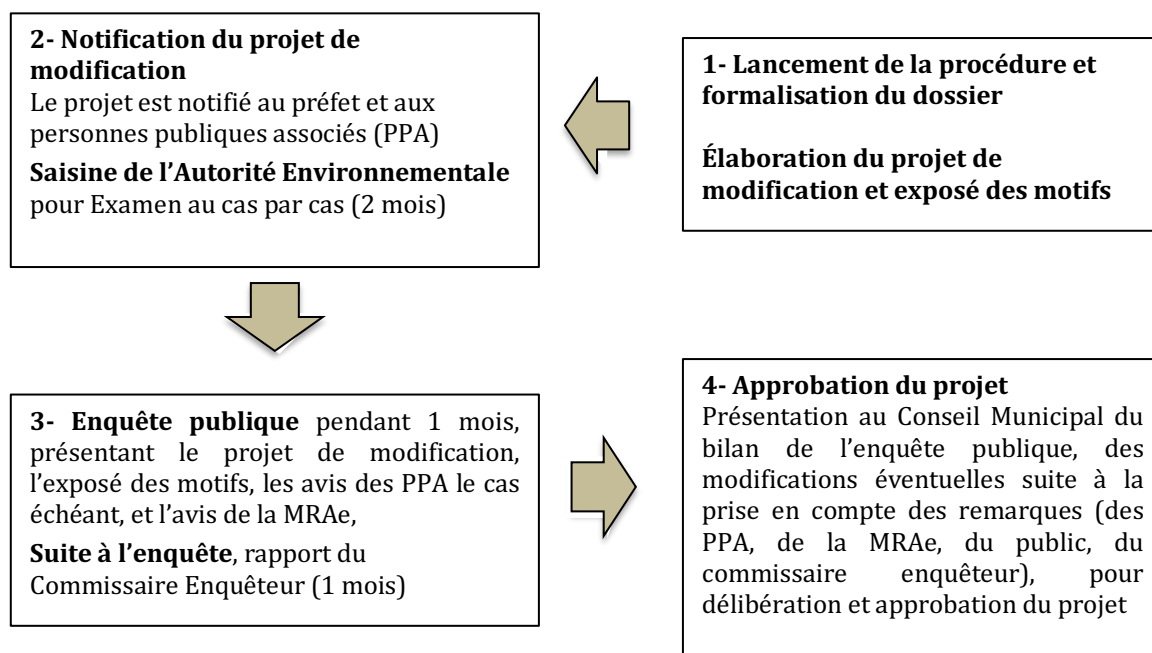 1- Lancement de la procédure et
formalisation du dossier
Élaboration du projet de
modification et exposé des motifs
2- Notification du projet de
modification
Le projet est notifié au préfet et aux
personnes publiques associés (PPA)
Saisine de l’Autorité Environnementale
pour Examen au cas par cas (2 mois)
3- Enquête publique pendant 1 mois,
présentant le projet de modification,
l’exposé des motifs, les avis des PPA le cas
échéant, et l’avis de la MRAe,
Suite à l’enquête, rapport du
Commissaire Enquêteur (1 mois)
4- Approbation du projet
Présentation au Conseil Municipal du
bilan de l’enquête publique, des
modifications éventuelles suite à la
prise en compte des remarques (des
PPA, de la MRAe, du public, du
commissaire enquêteur), pour
délibération et approbation du projet